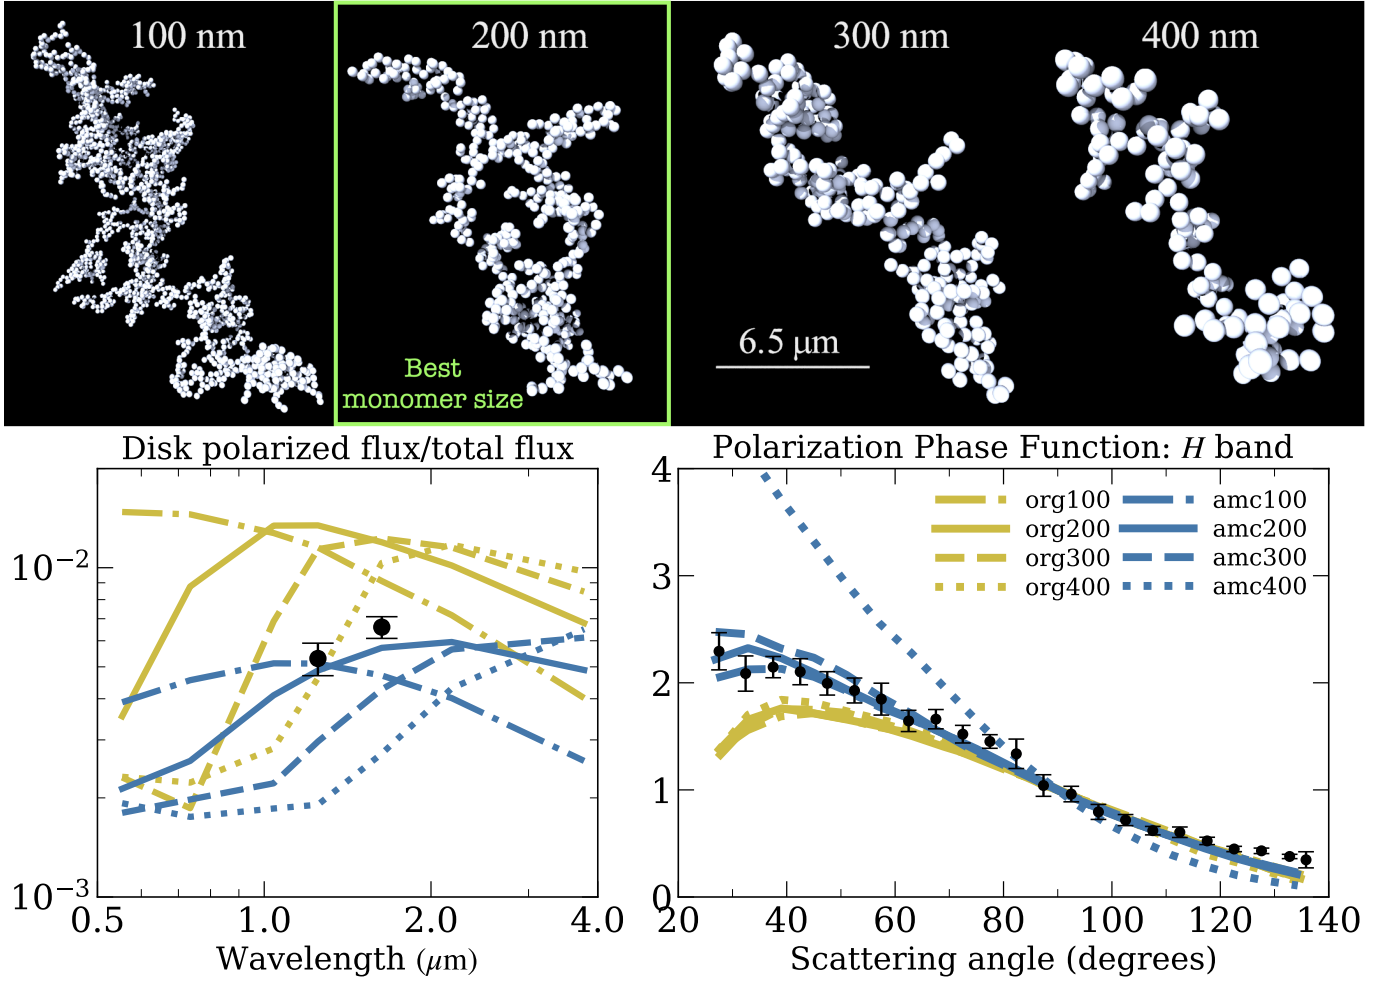 100 nm
200 nm
300 nm
400 nm
6.5 μm
Best
monomer size
Disk polarized flux/total flux
Polarization Phase Function: H band
10⁻²
10⁻³
0.5
1.0
2.0
4.0
Wavelength (μm)
4
3
2
1
0
org100
org200
org300
org400
amc100
amc200
amc300
amc400
20
40
60
80
100
120
140
Scattering angle (degrees)